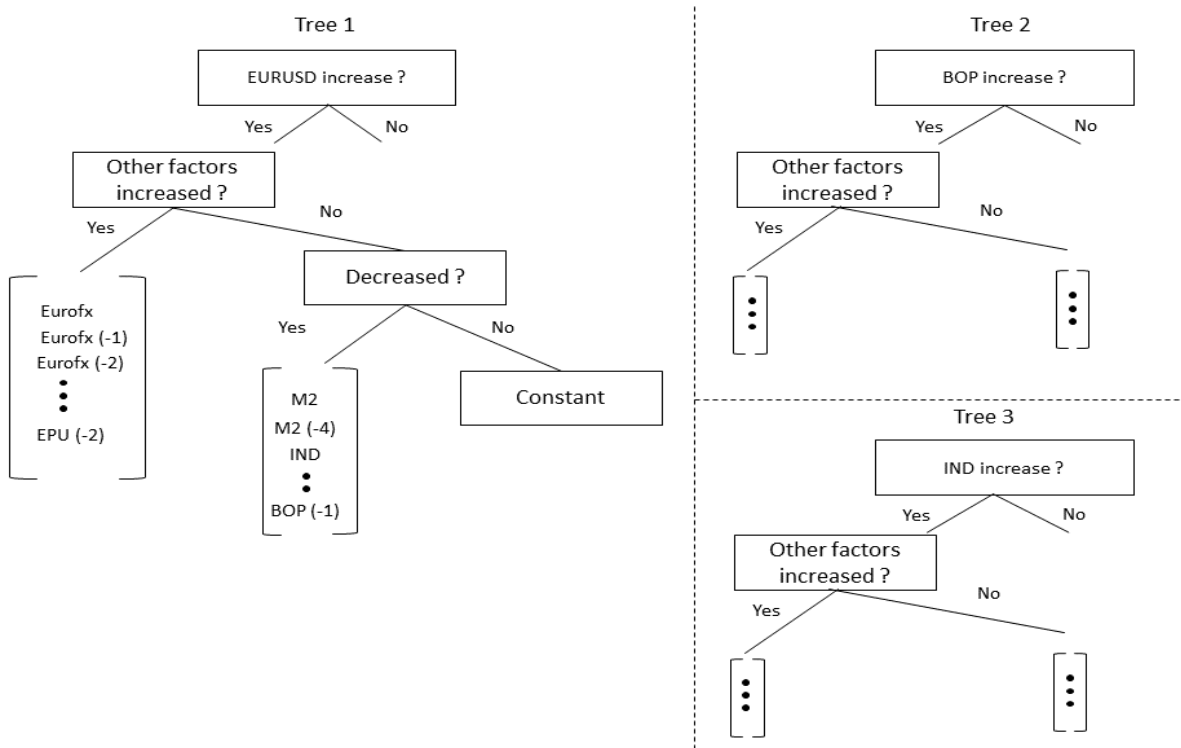 Tree 1
EURUSD increase ?
Yes
No
Other factors
increased ?
Yes
No
Eurofx
Eurofx (-1)
Eurofx (-2)
EPU (-2)
Decreased ?
Yes
No
M2
M2 (-4)
IND
BOP (-1)
Constant
Tree 2
BOP increase ?
Yes
No
Other factors
increased ?
Yes
No
Tree 3
IND increase ?
Yes
No
Other factors
increased ?
Yes
No